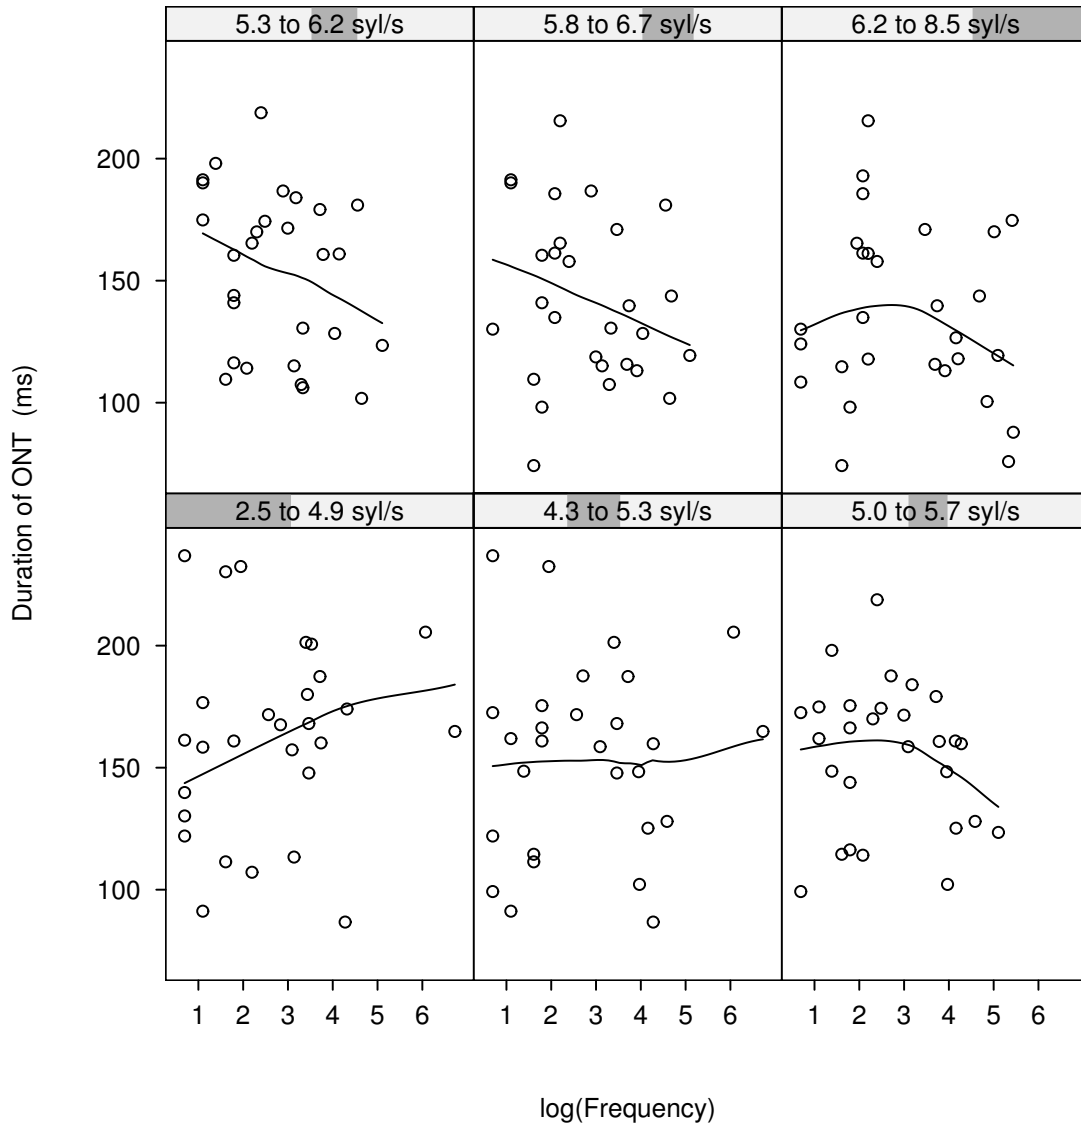 5.3 to 6.2 syl/s 5.8 to 6.7 syl/s 6.2 to 8.5 syl/s
200
150
100
2.5 to 4.9 syl/s 4.3 to 5.3 syl/s 5.0 to 5.7 syl/s
200
150
100
1 2 3 4 5 6 1 2 3 4 5 6 1 2 3 4 5 6
Duration of ONT (ms)
log(Frequency)